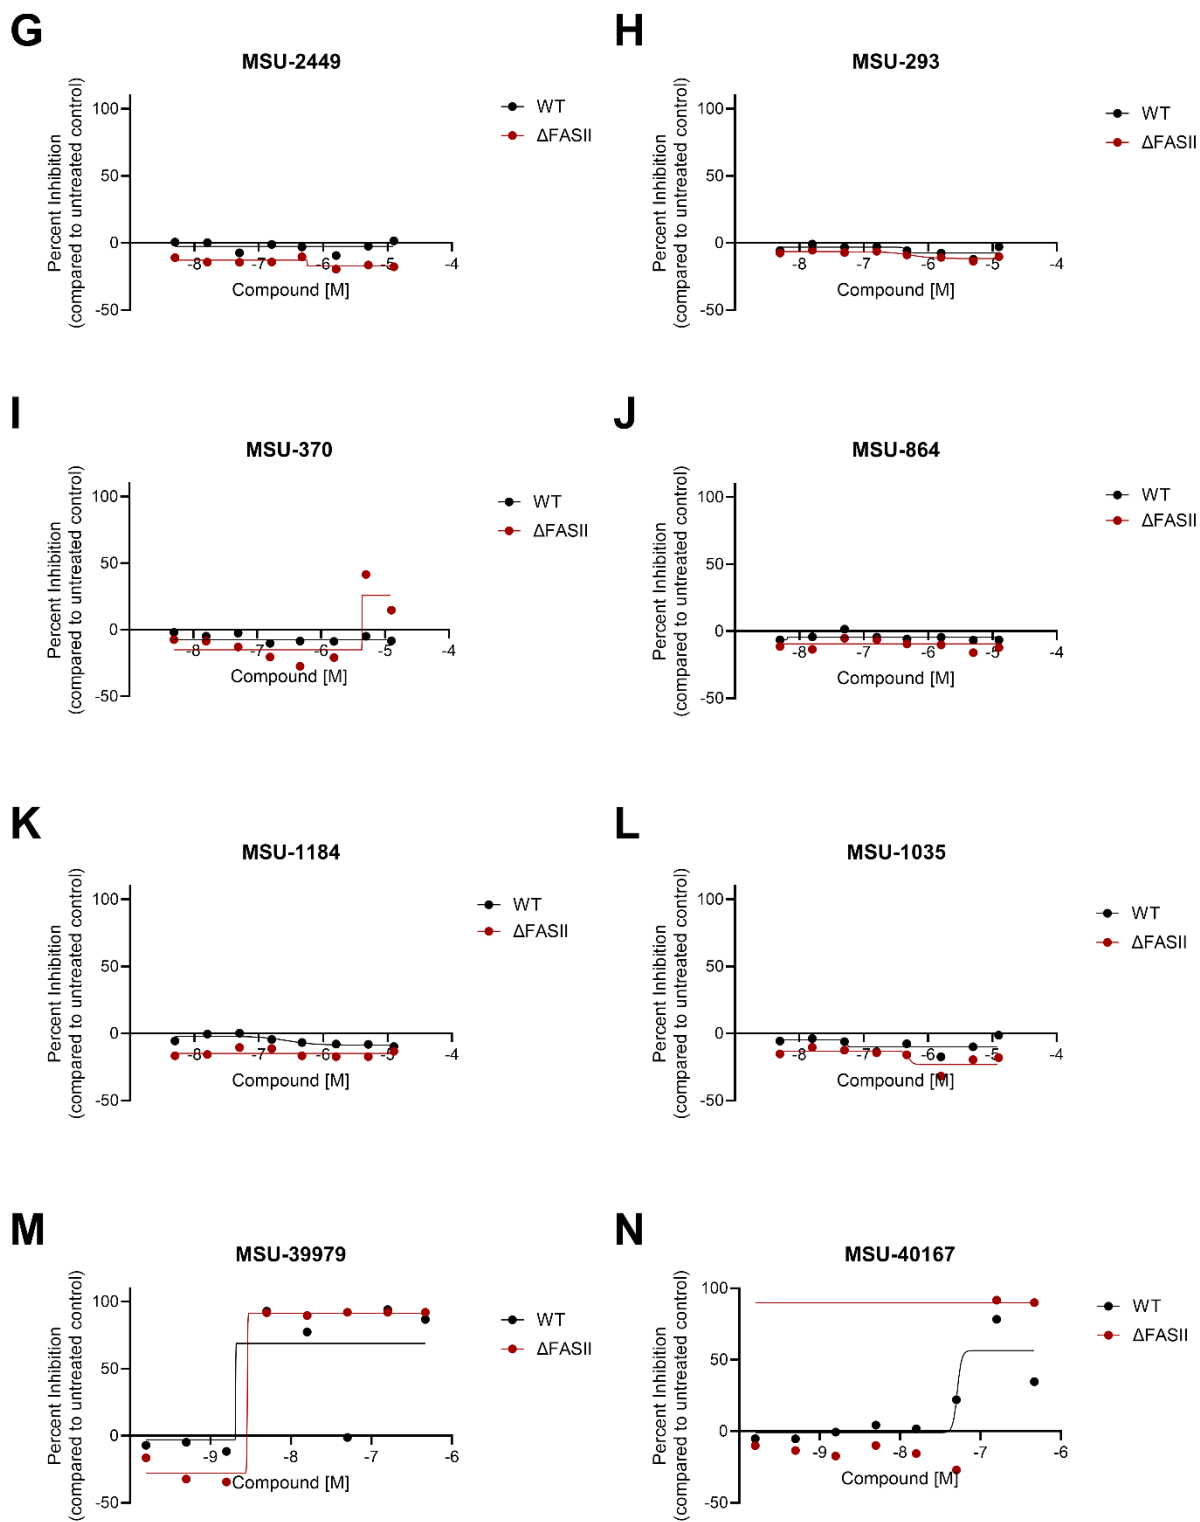 G
MSU-2449
Percent Inhibition
(compared to untreated control)
100
50
0
-50
-8
-7
-6
-5
-4
Compound [M]
WT
ΔFASII
H
MSU-293
Percent Inhibition
(compared to untreated control)
100
50
0
-50
-8
-7
-6
-5
-4
Compound [M]
WT
ΔFASII
I
MSU-370
Percent Inhibition
(compared to untreated control)
100
50
0
-50
-8
-7
-6
-5
-4
Compound [M]
WT
ΔFASII
J
MSU-864
Percent Inhibition
(compared to untreated control)
100
50
0
-50
-8
-7
-6
-5
-4
Compound [M]
WT
ΔFASII
K
MSU-1184
Percent Inhibition
(compared to untreated control)
100
50
0
-50
-8
-7
-6
-5
-4
Compound [M]
WT
ΔFASII
L
MSU-1035
Percent Inhibition
(compared to untreated control)
100
50
0
-50
-8
-7
-6
-5
-4
Compound [M]
WT
ΔFASII
M
MSU-39979
Percent Inhibition
(compared to untreated control)
100
50
0
-50
-9
-8
-7
-6
Compound [M]
WT
ΔFASII
N
MSU-40167
Percent Inhibition
(compared to untreated control)
100
50
0
-50
-9
-8
-7
-6
Compound [M]
WT
ΔFASII